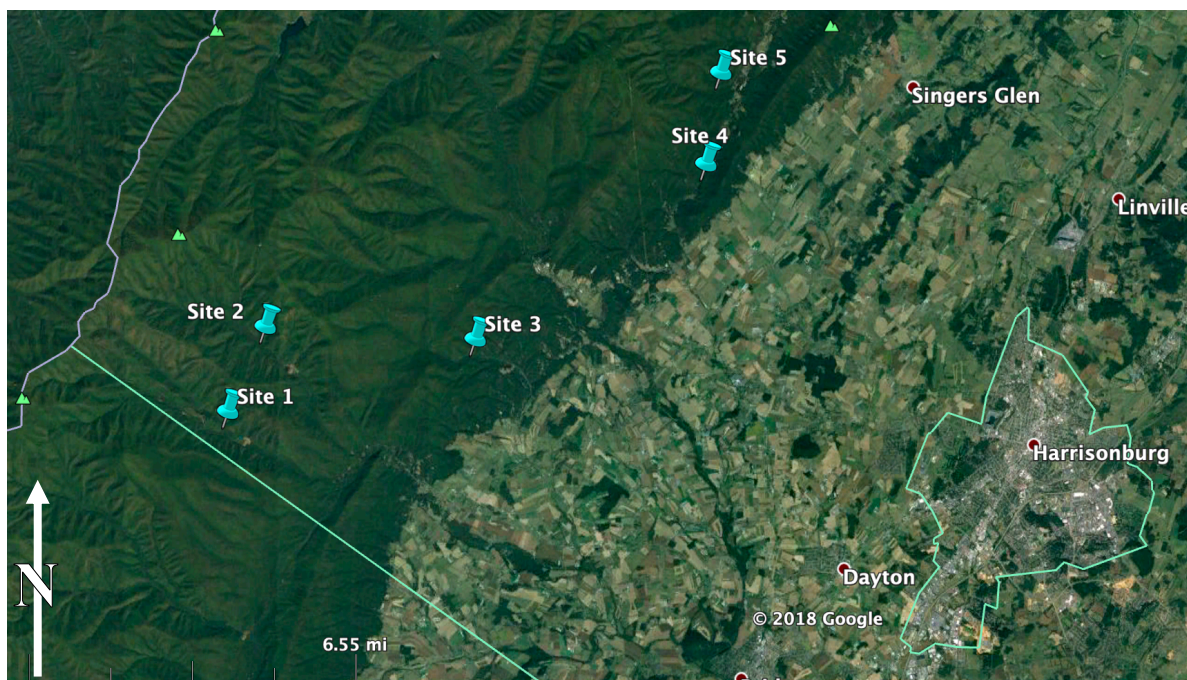 Site 5
Singers Glen
Site 4
Linville
Site 2
Site 3
Site 1
Harrisonburg
N
Dayton
© 2018 Google
6.55 mi